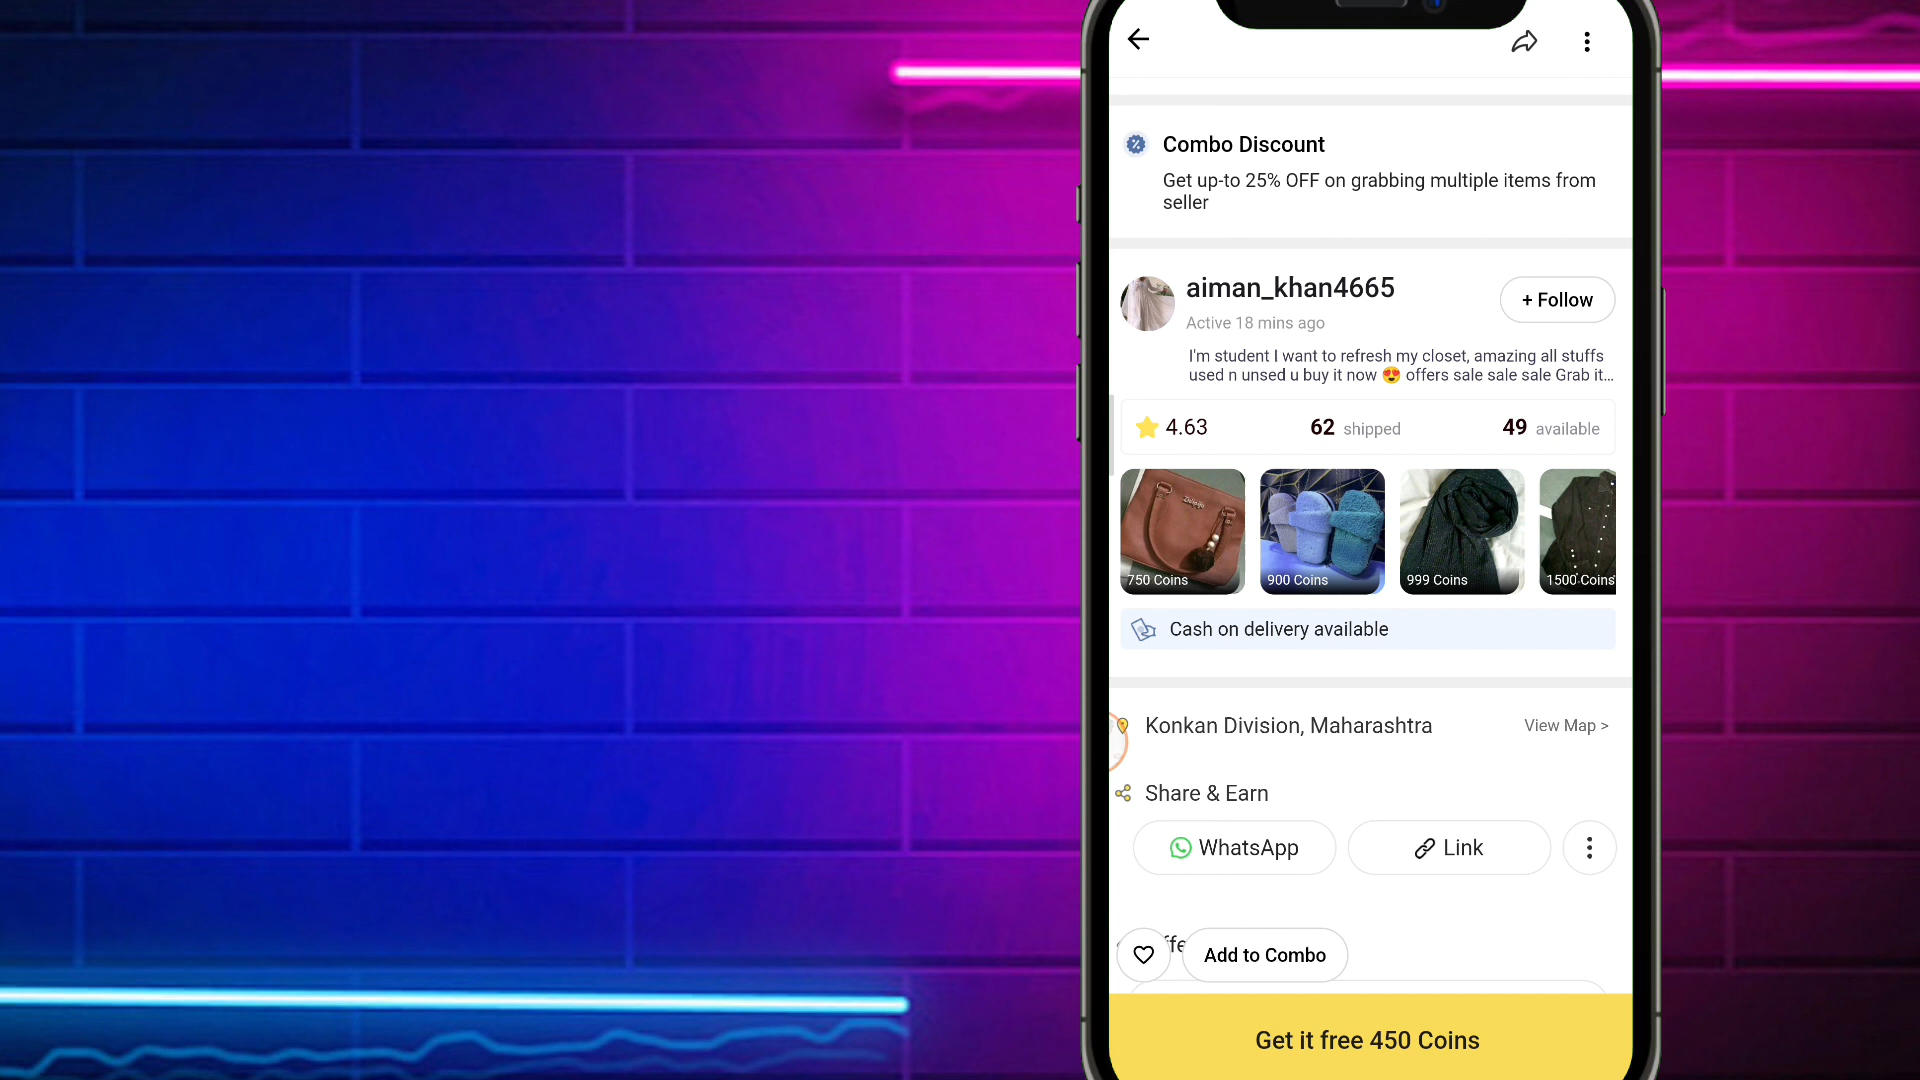 Combo Discount
Get up-to 25% OFF on grabbing multiple items from
seller
aiman_khan4665
+ Follow
Active 18 mins ago
I'm student I want to refresh my closet, amazing all stuffs
used n unsed u buy it now 😍 offers sale sale sale Grab it...
4.63
62 shipped
49 available
750 Coins
900 Coins
999 Coins
1500 Coins
Cash on delivery available
Konkan Division, Maharashtra
View Map >
Share & Earn
WhatsApp
Link
Add to Combo
Get it free 450 Coins